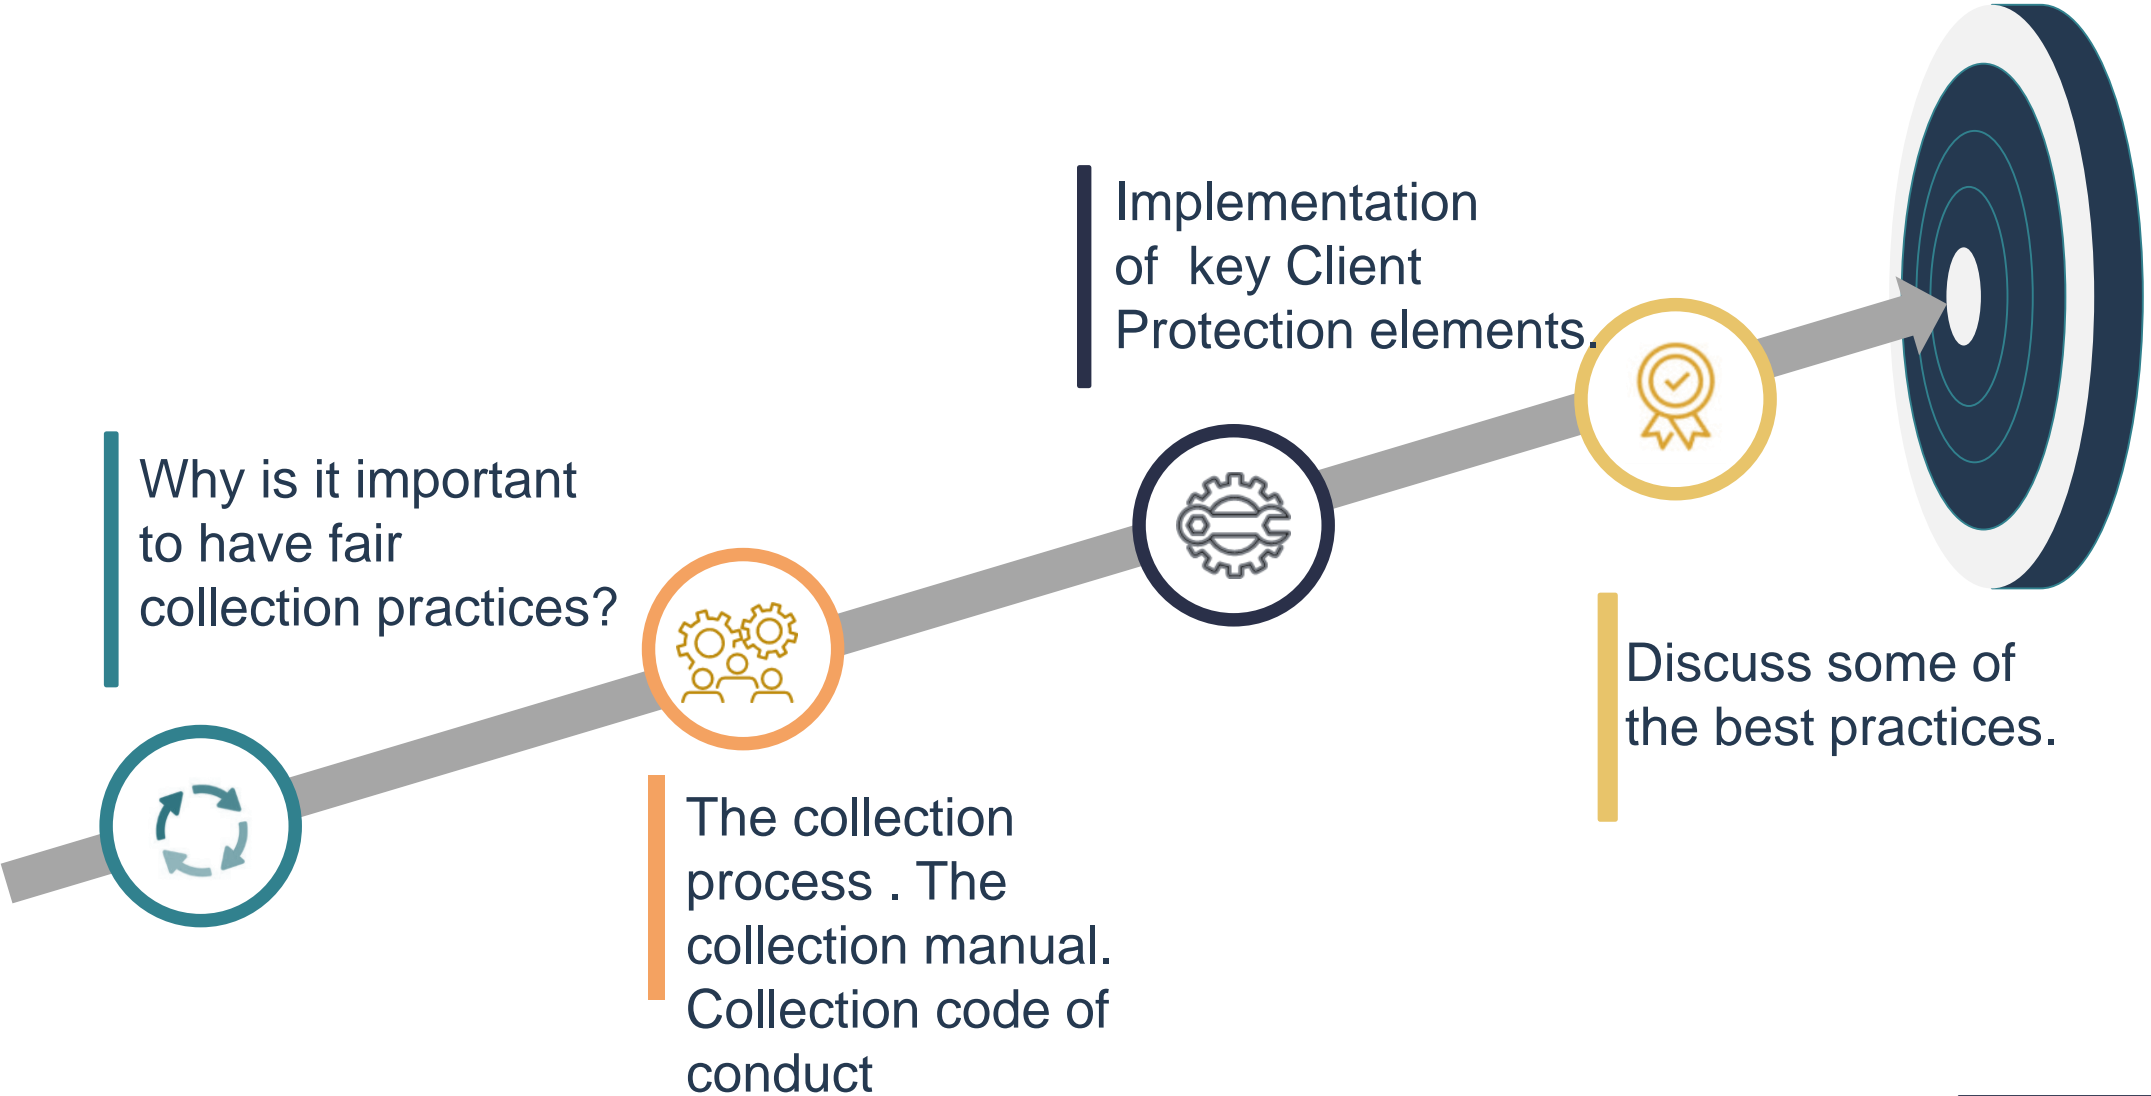 Why is it important
to have fair
collection practices?
The collection
process . The
collection manual.
Collection code of
conduct
Implementation
of  key Client
Protection elements.
Discuss some of
the best practices.